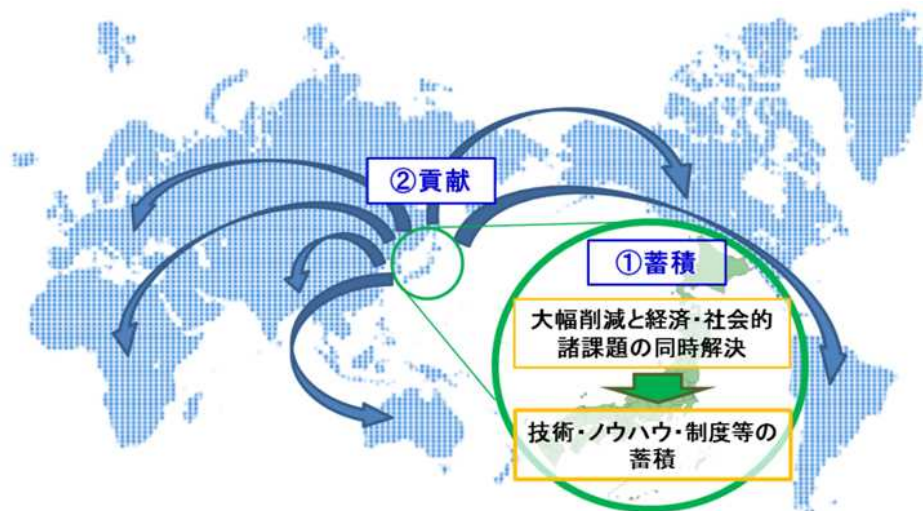 ②貢献
①蓄積
大幅削減と経済・社会的
諸課題の同時解決
技術・ノウハウ・制度等の
蓄積